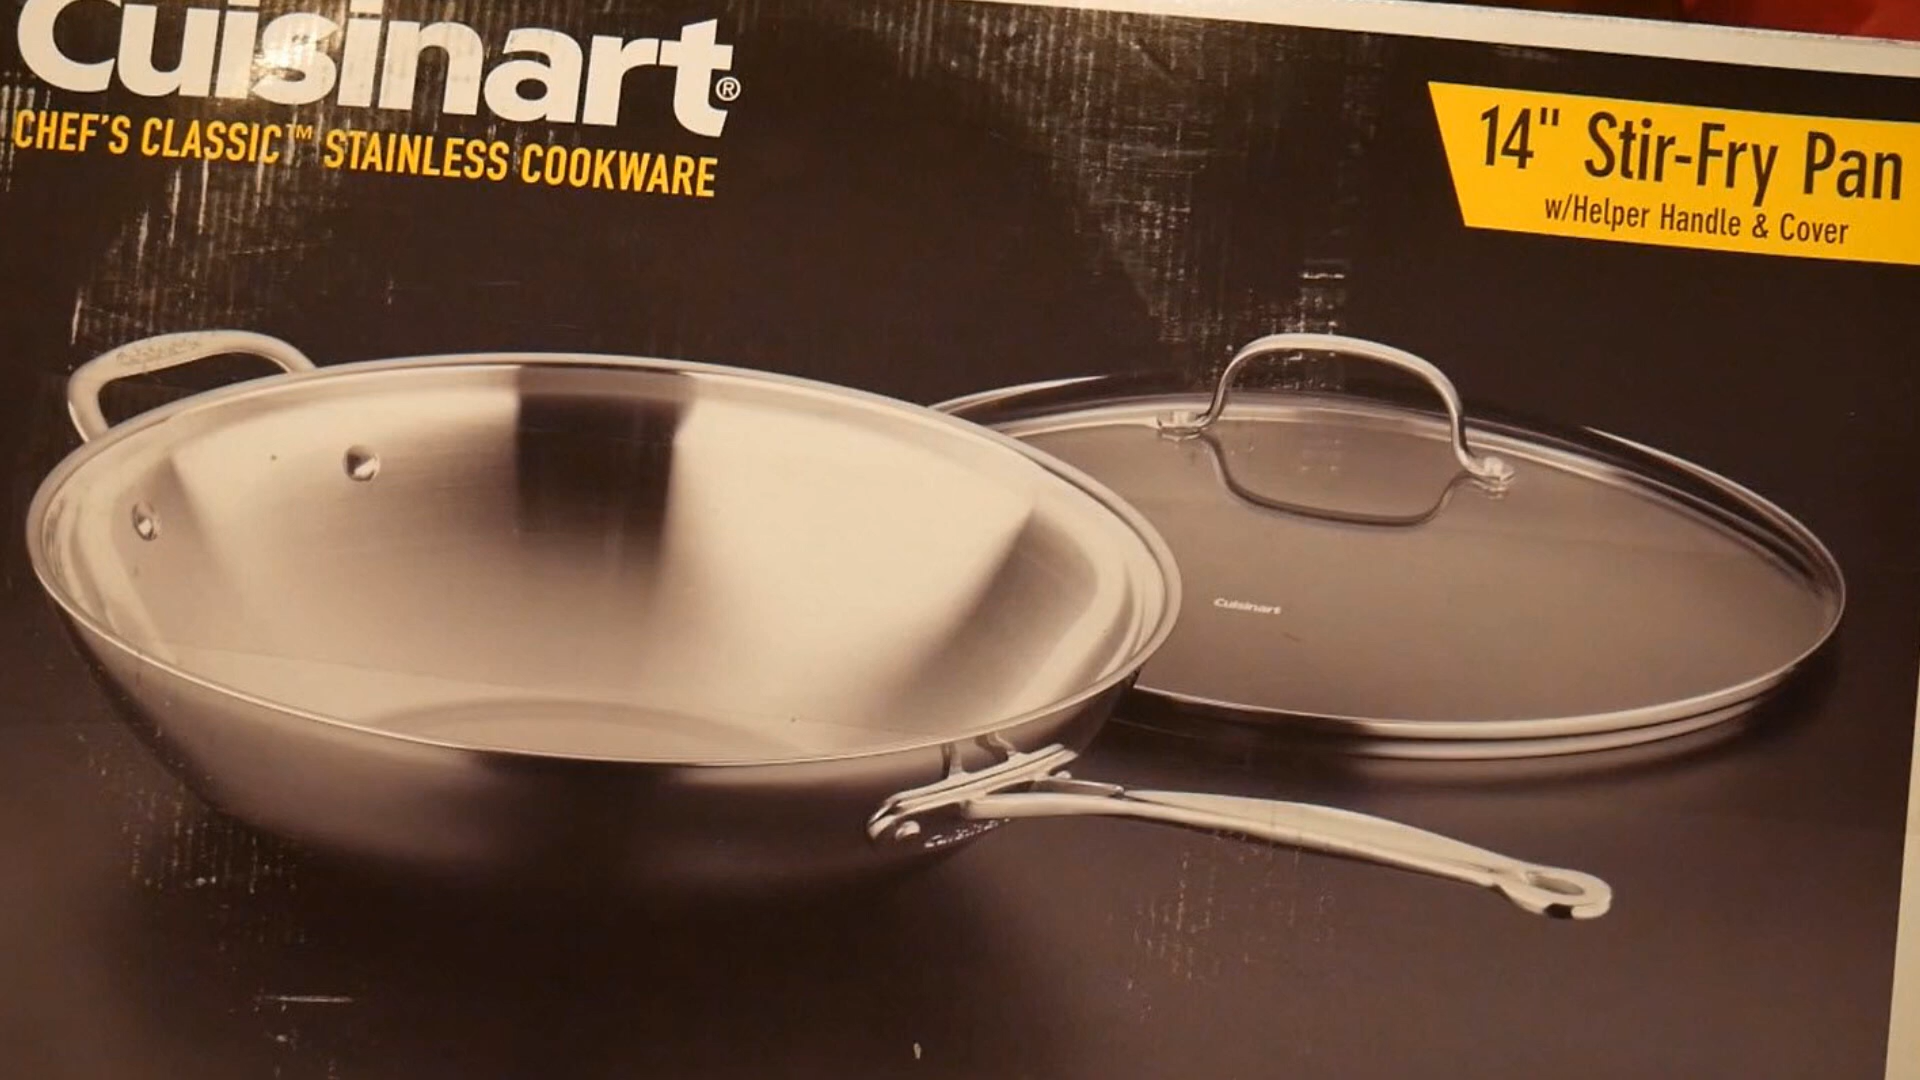 Cuisinart®
CHEF'S CLASSIC™ STAINLESS COOKWARE
14" Stir-Fry Pan
w/Helper Handle & Cover
Cuisinart